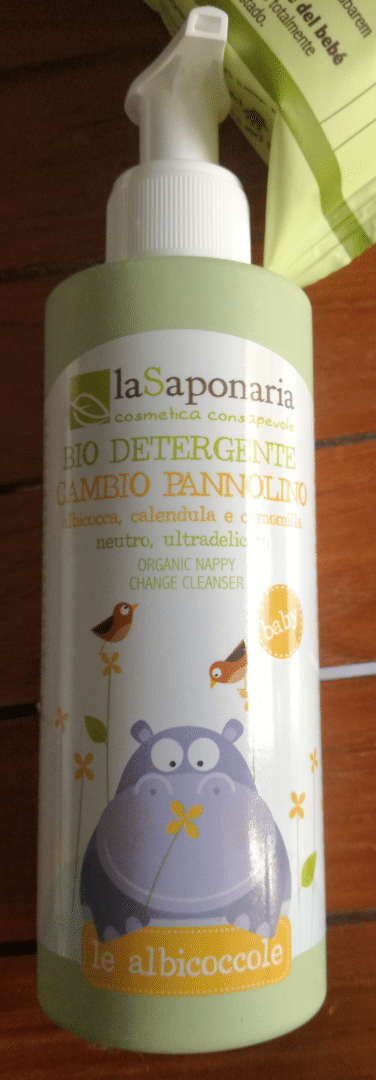 barem
del bebé
totalmente
laSaponaria
cosmetica consapevole
BIO DETERGENTE
CAMBIO PANNOLINO
albicocca, calendula e camomilla
neutro, ultradelicato
ORGANIC NAPPY
CHANGE CLEANSER
baby
le albicoccole